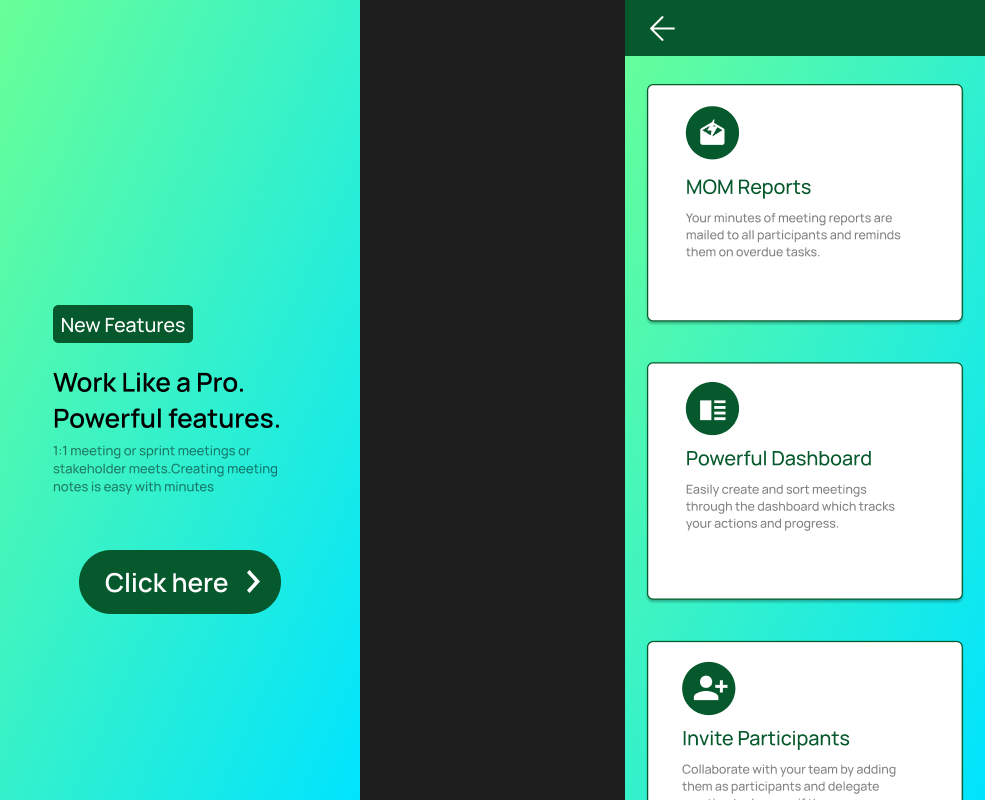 New Features
Work Like a Pro.
Powerful features.
1:1 meeting or sprint meetings or
stakeholder meets.Creating meeting
notes is easy with minutes
Click here
MOM Reports
Your minutes of meeting reports are
mailed to all participants and reminds
them on overdue tasks.
Powerful Dashboard
Easily create and sort meetings
through the dashboard which tracks
your actions and progress.
Invite Participants
Collaborate with your team by adding
them as participants and delegate